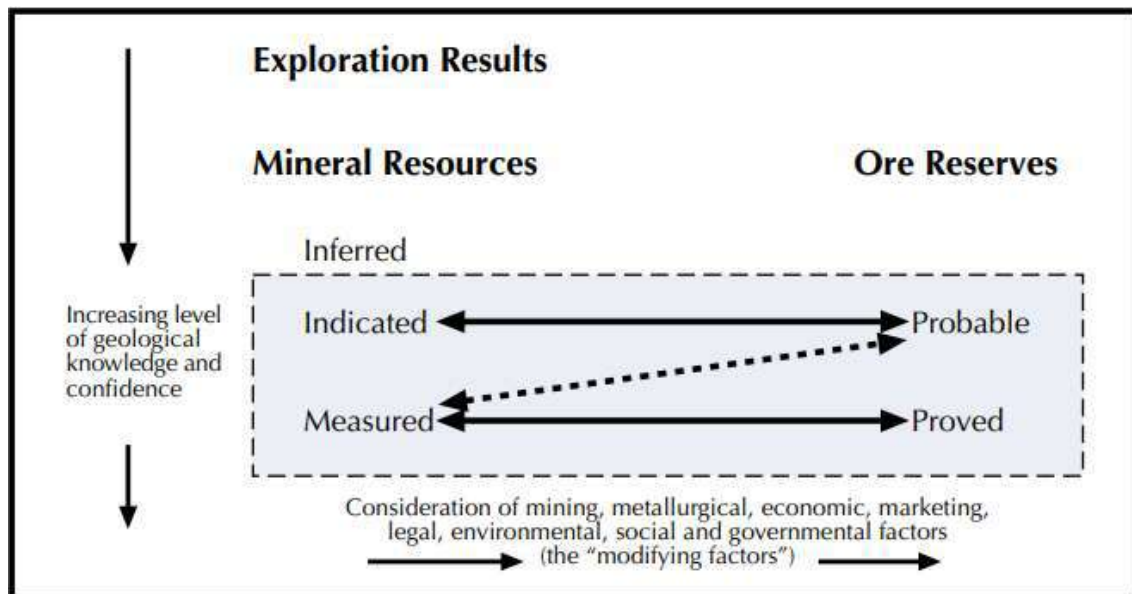 Exploration Results
Mineral Resources
Ore Reserves
Inferred
Increasing level
of geological
knowledge and
confidence
Indicated
Probable
Measured
Proved
Consideration of mining, metallurgical, economic, marketing,
legal, environmental, social and governmental factors
(the “modifying factors”)